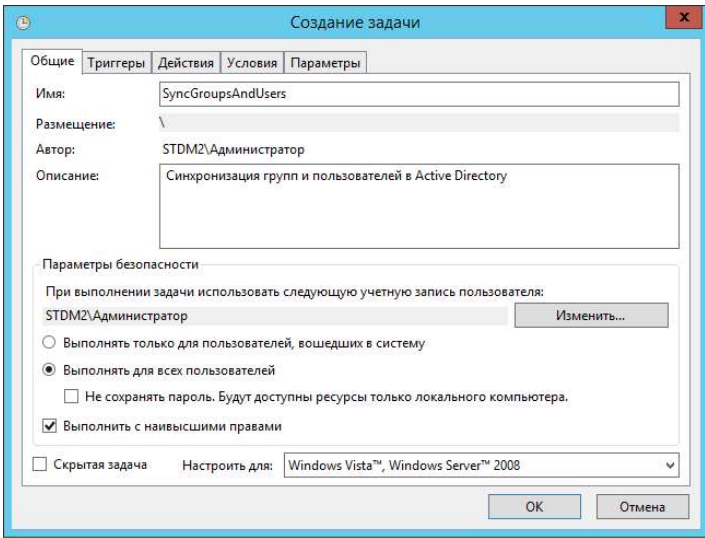 Создание задачи
x
Общие Триггеры Действия Условия Параметры
Имя: SyncGroupsAndUsers
Размещение: \
Автор: STDM2\Администратор
Описание: Синхронизация групп и пользователей в Active Directory
Параметры безопасности
При выполнении задачи использовать следующую учетную запись пользователя:
STDM2\Администратор Изменить...
Выполнять только для пользователей, вошедших в систему
Выполнять для всех пользователей
Не сохранять пароль. Будут доступны ресурсы только локального компьютера.
Выполнить с наивысшими правами
Скрытая задача Настроить для: Windows Vista™, Windows Server™ 2008
OK Отмена